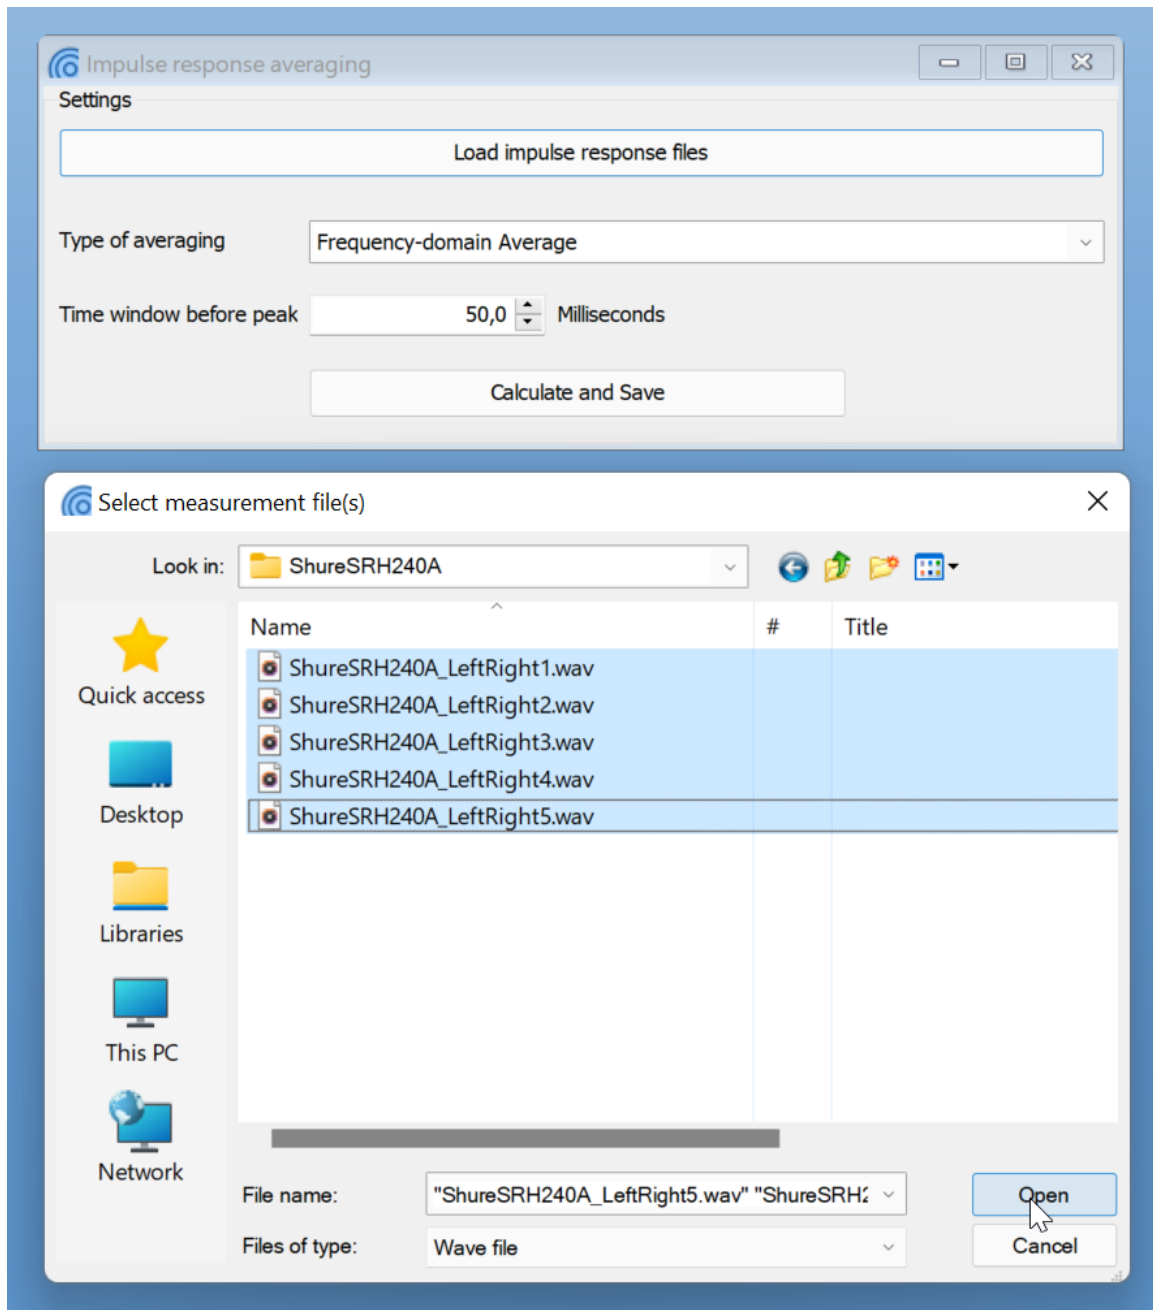 Impulse response averaging
Settings
Load impulse response files
Type of averaging
Frequency-domain Average
Time window before peak
50,0
Milliseconds
Calculate and Save
Select measurement file(s)
Look in:
ShureSRH240A
Name
#
Title
ShureSRH240A_LeftRight1.wav
ShureSRH240A_LeftRight2.wav
ShureSRH240A_LeftRight3.wav
ShureSRH240A_LeftRight4.wav
ShureSRH240A_LeftRight5.wav
Quick access
Desktop
Libraries
This PC
Network
File name:
"ShureSRH240A_LeftRight5.wav" "ShureSRH2
Open
Files of type:
Wave file
Cancel